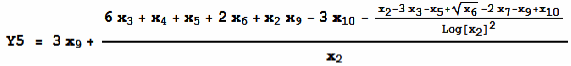 Y5 = 3 x₉ + (6 x₃ + x₄ + x₅ + 2 x₆ + x₂ x₉ - 3 x₁₀ - (x₂-3 x₃-x₅+√x₆ -2 x₇-x₉+x₁₀)/(Log[x₂]²))/x₂